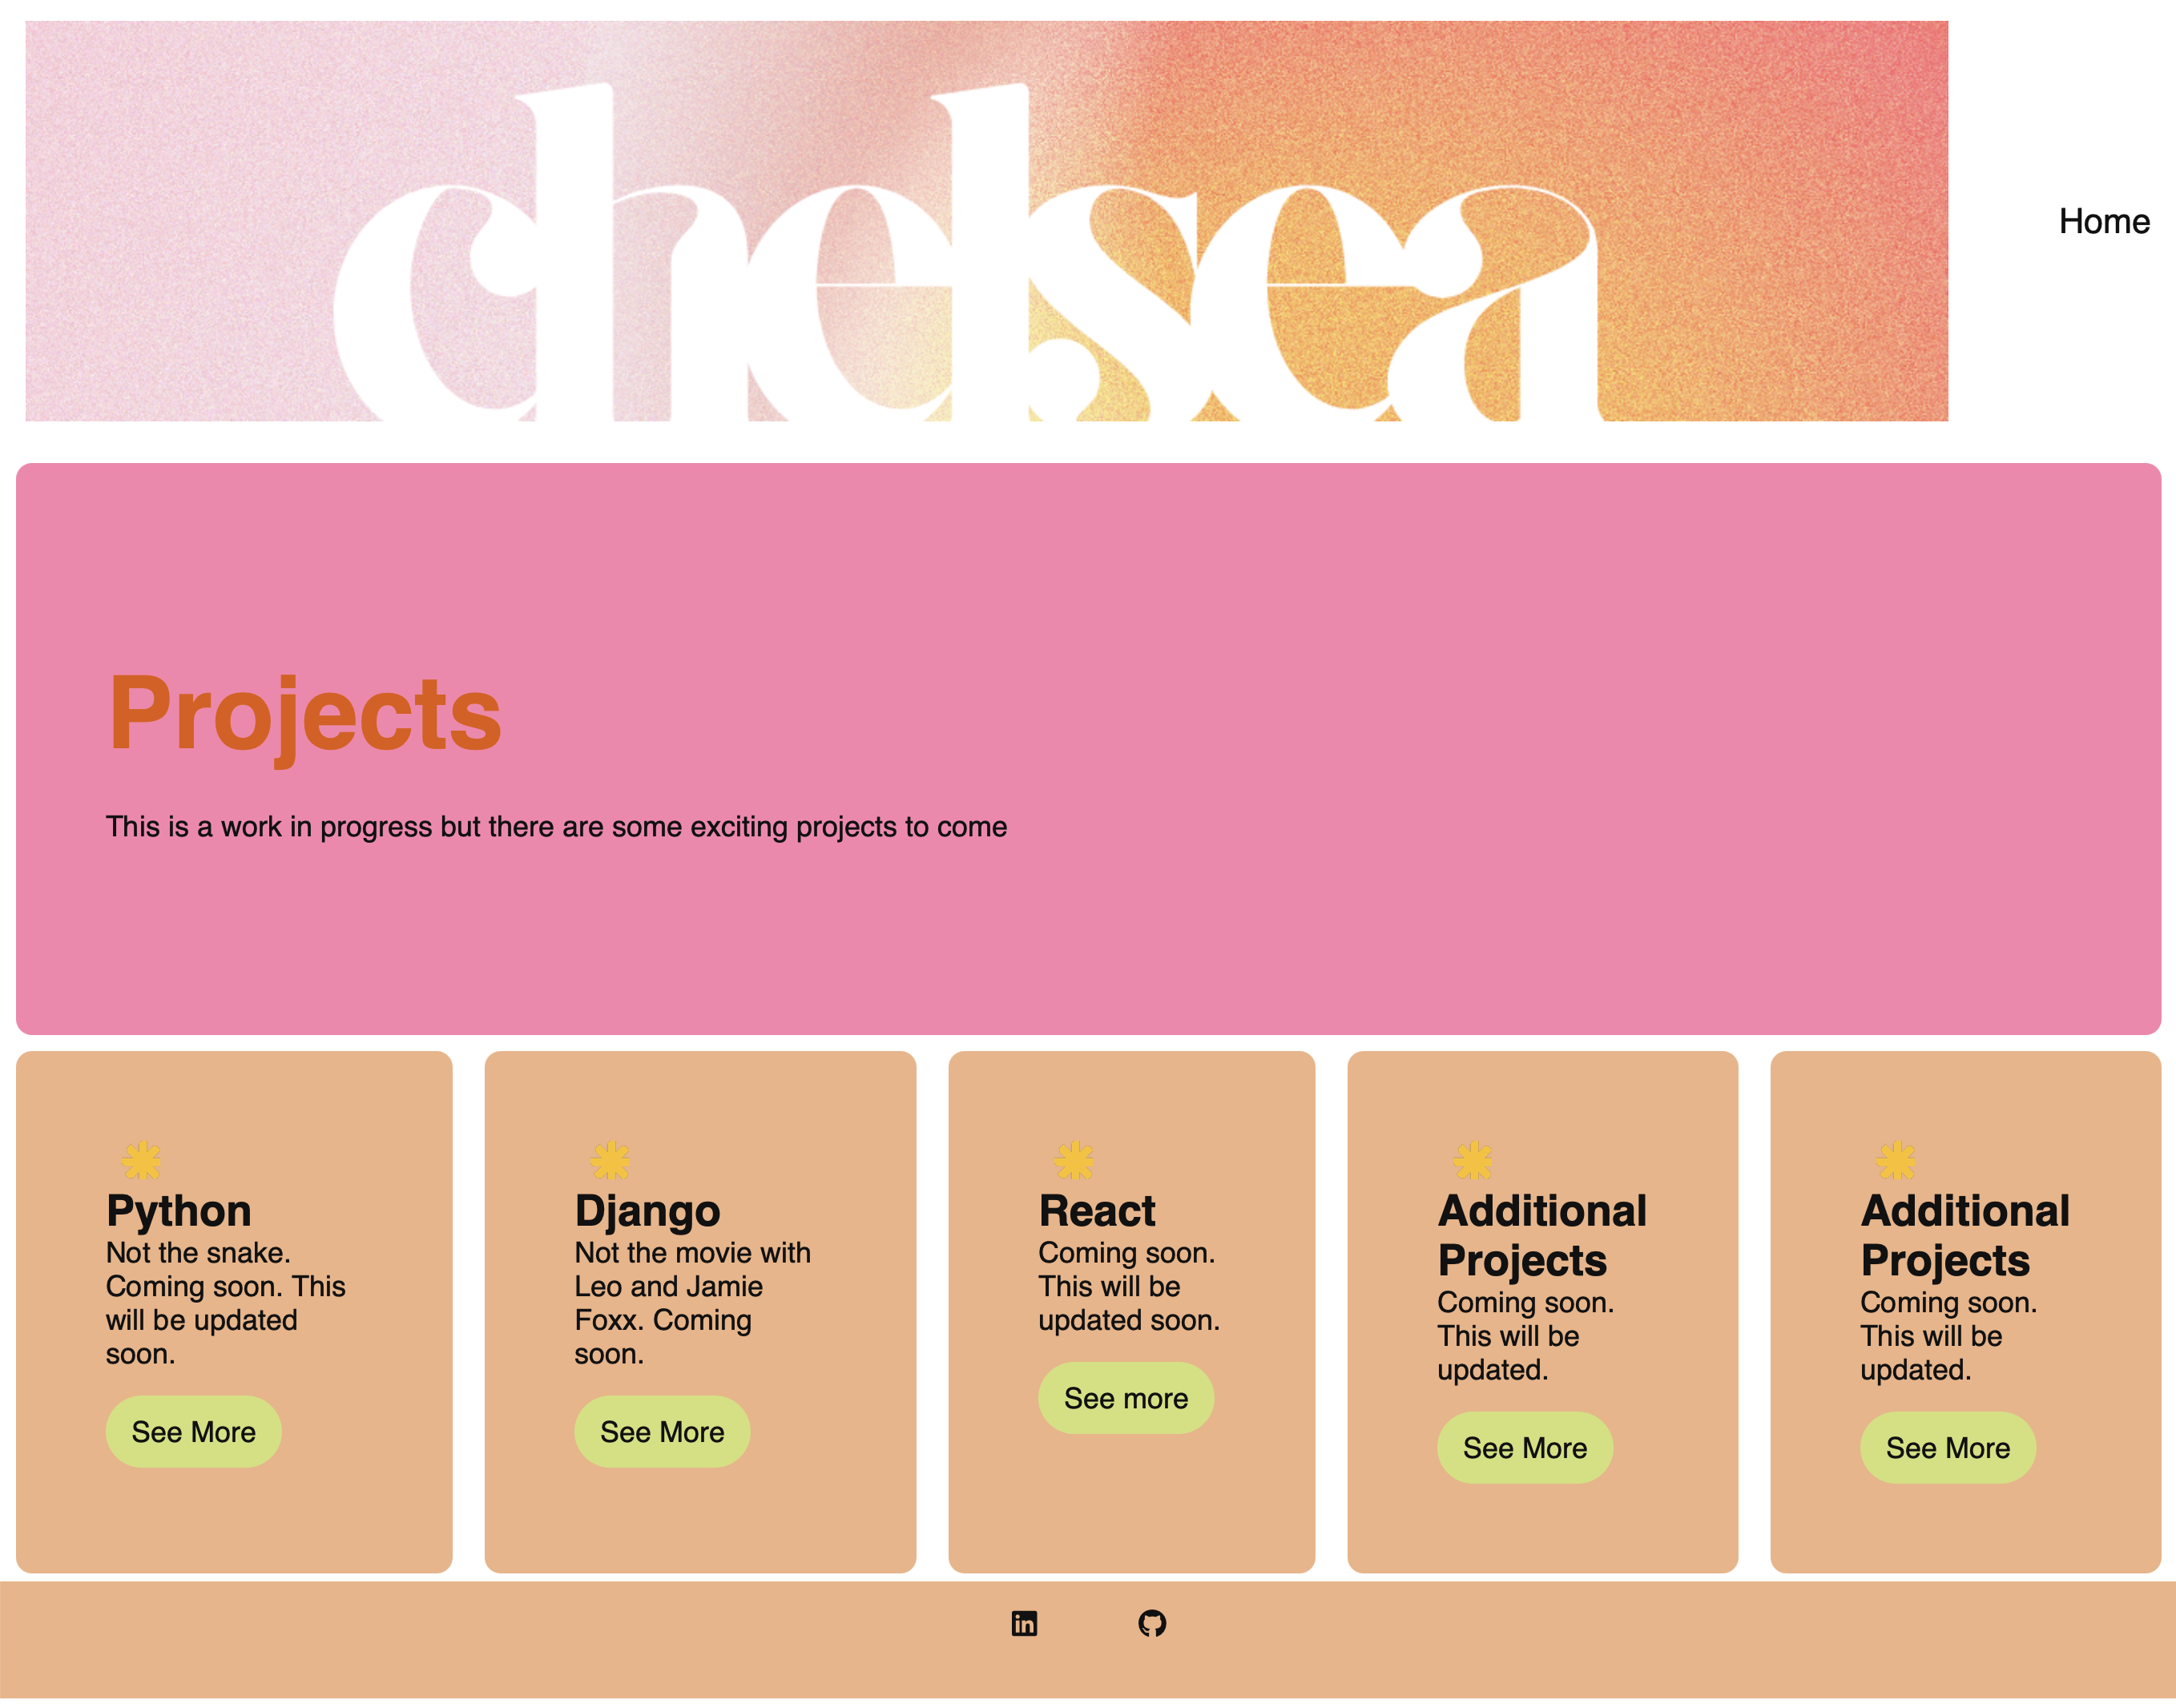 chelsea
Home
Projects
This is a work in progress but there are some exciting projects to come
Python
Not the snake.
Coming soon. This
will be updated
soon.
See More
Django
Not the movie with
Leo and Jamie
Foxx. Coming
soon.
See More
React
Coming soon.
This will be
updated soon.
See more
Additional
Projects
Coming soon.
This will be
updated.
See More
Additional
Projects
Coming soon.
This will be
updated.
See More
in